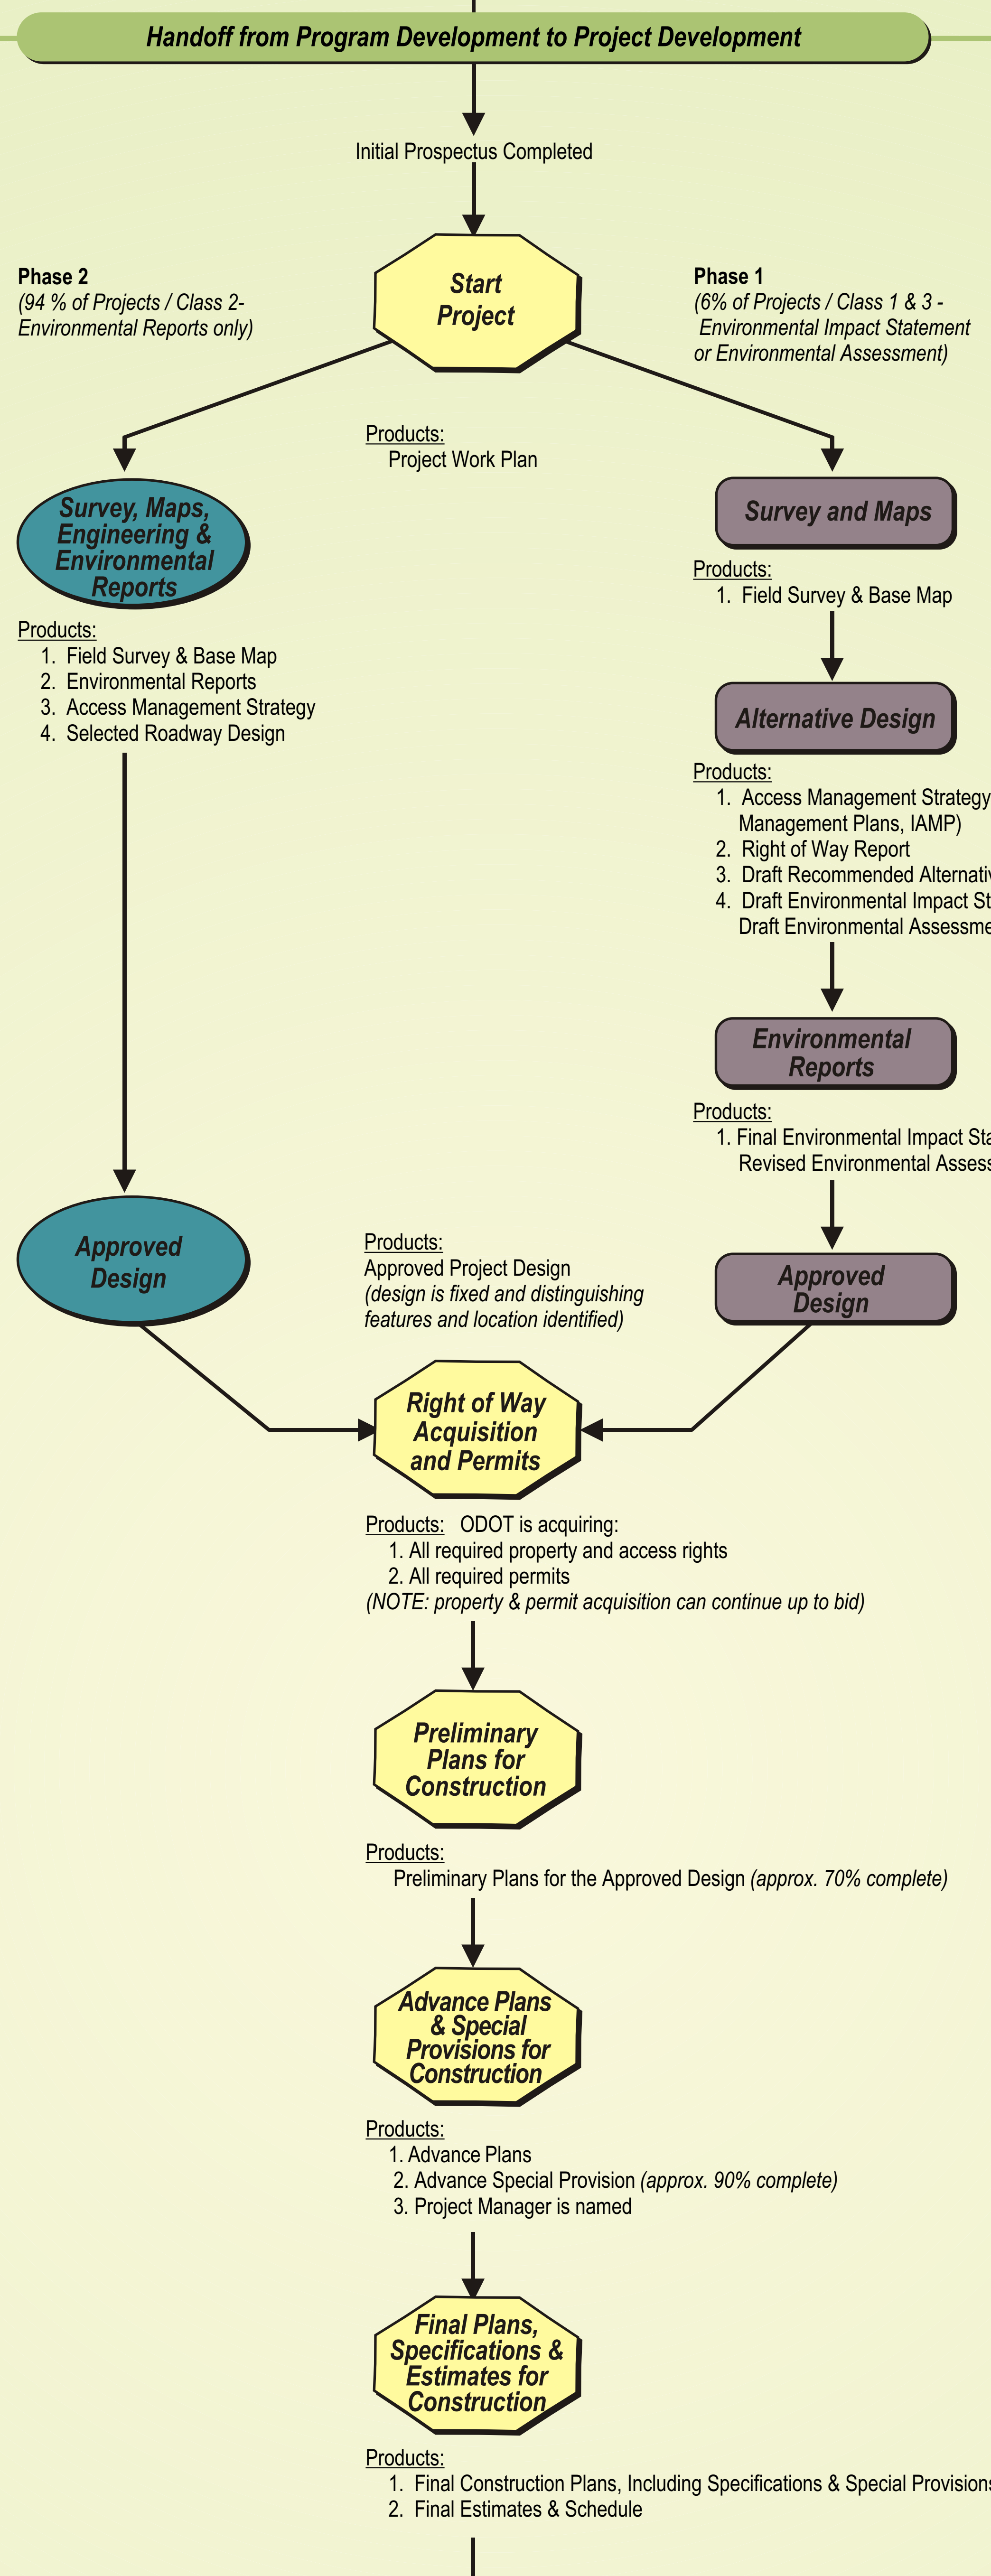 Handoff from Program Development to Project Development
Initial Prospectus Completed
Start
Project
Phase 2
(94 % of Projects / Class 2-
Environmental Reports only)
Phase 1
(6% of Projects / Class 1 & 3 -
Environmental Impact Statement
or Environmental Assessment)
Products:
Project Work Plan
Survey, Maps,
Engineering &
Environmental
Reports
Products:
1. Field Survey & Base Map
2. Environmental Reports
3. Access Management Strategy
4. Selected Roadway Design
Survey and Maps
Products:
1. Field Survey & Base Map
Alternative Design
Products:
1. Access Management Strategy
Management Plans, IAMP)
2. Right of Way Report
3. Draft Recommended
4. Draft Environmental Impact
Draft Environmental
Environmental
Reports
Products:
1. Final Environmental Impact
Revised Environmental
Approved
Design
Approved
Design
Products:
Approved Project Design
(design is fixed and distinguishing
features and location identified)
Right of Way
Acquisition
and Permits
Products: ODOT is acquiring:
1. All required property and access rights
2. All required permits
(NOTE: property & permit acquisition can continue up to bid)
Preliminary
Plans for
Construction
Products:
Preliminary Plans for the Approved Design (approx. 70% complete)
Advance Plans
& Special
Provisions for
Construction
Products:
1. Advance Plans
2. Advance Special Provision (approx. 90% complete)
3. Project Manager is named
Final Plans,
Specifications &
Estimates for
Construction
Products:
1. Final Construction Plans, Including Specifications & Special Provisions
2. Final Estimates & Schedule